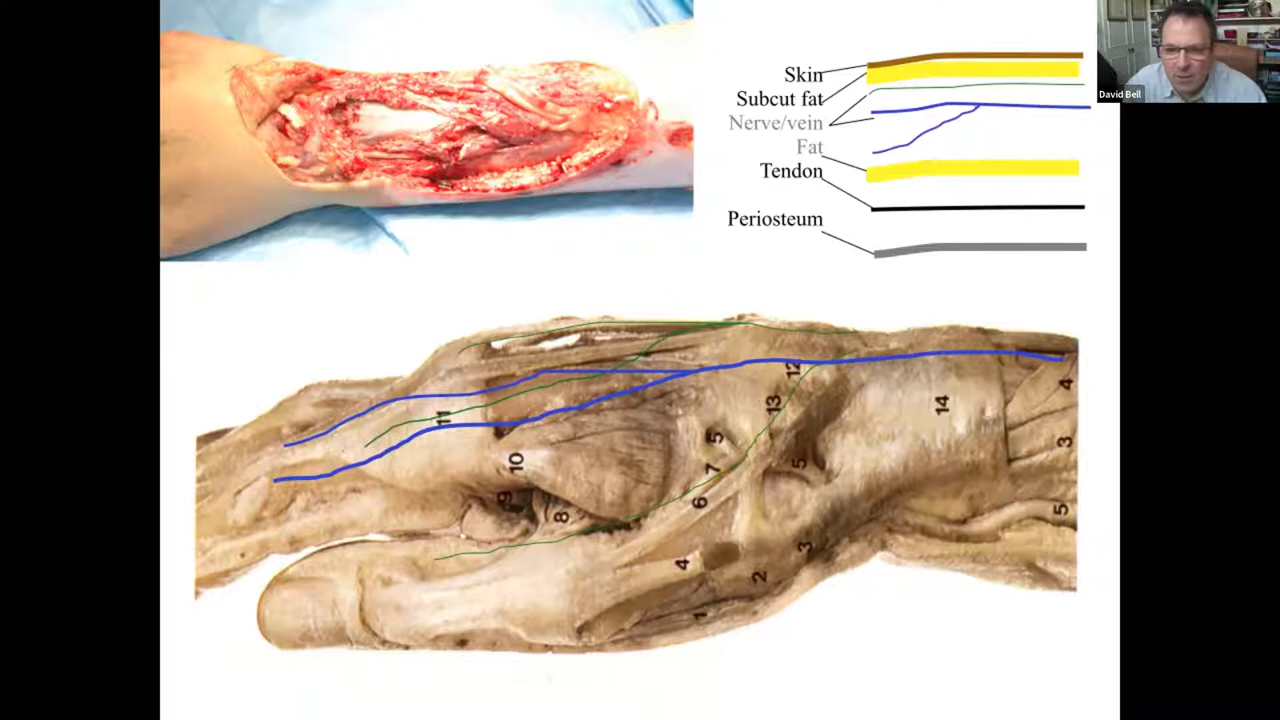 Skin
Subcut fat
Nerve/vein
Fat
Tendon
Periosteum
David Bell
12
11
13
14
4
5
3
10
7
5
9
6
8
5
4
3
2
1